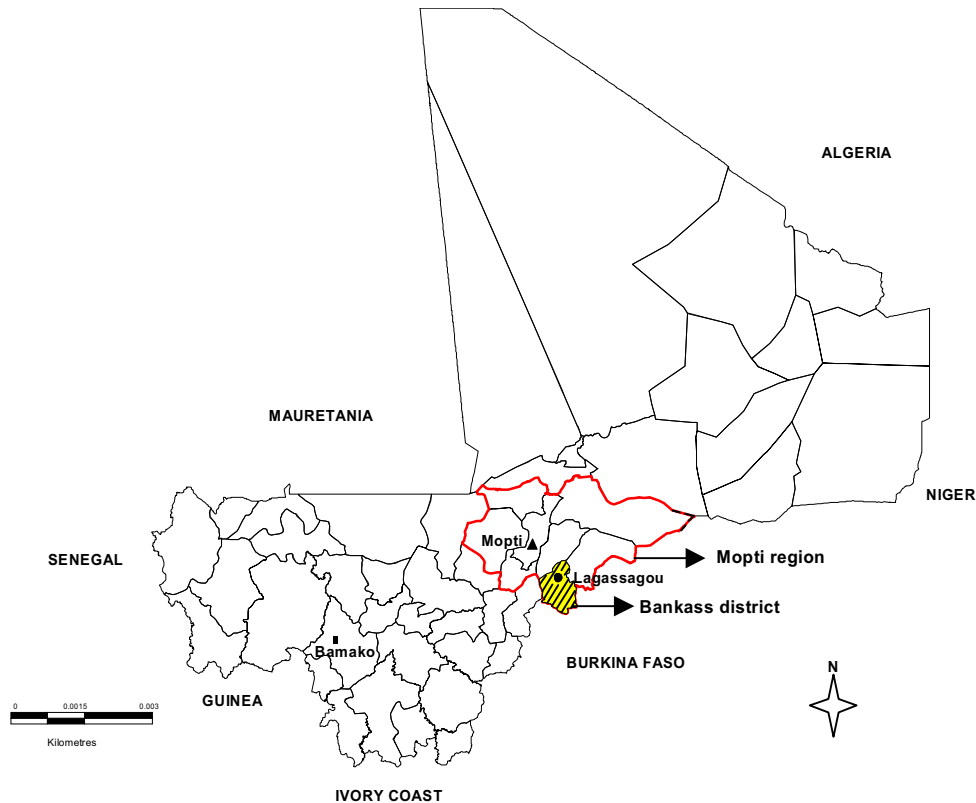 ALGERIA
MAURETANIA
NIGER
Mopti
SENEGAL
Mopti region
Lagassagou
Bankass district
Bamako
BURKINA FASO
N
GUINEA
0 0.0015 0.003
Kilometres
IVORY COAST